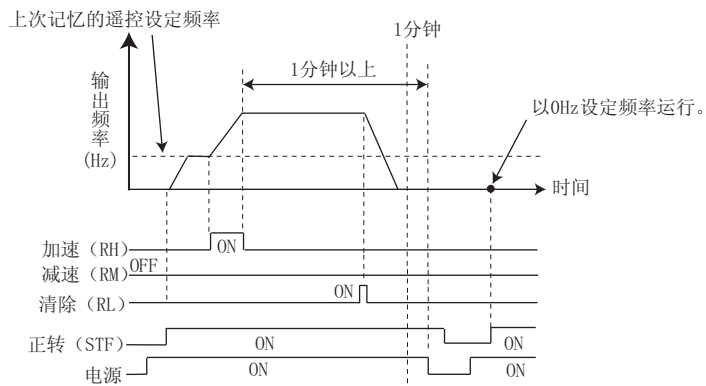 上次记忆的遥控设定频率
1分钟
1分钟以上
输出频率
(Hz)
以0Hz设定频率运行。
时间
加速（RH）
ON
减速（RM）
OFF
清除（RL）
ON
正转（STF）
ON
ON
电源
ON
ON